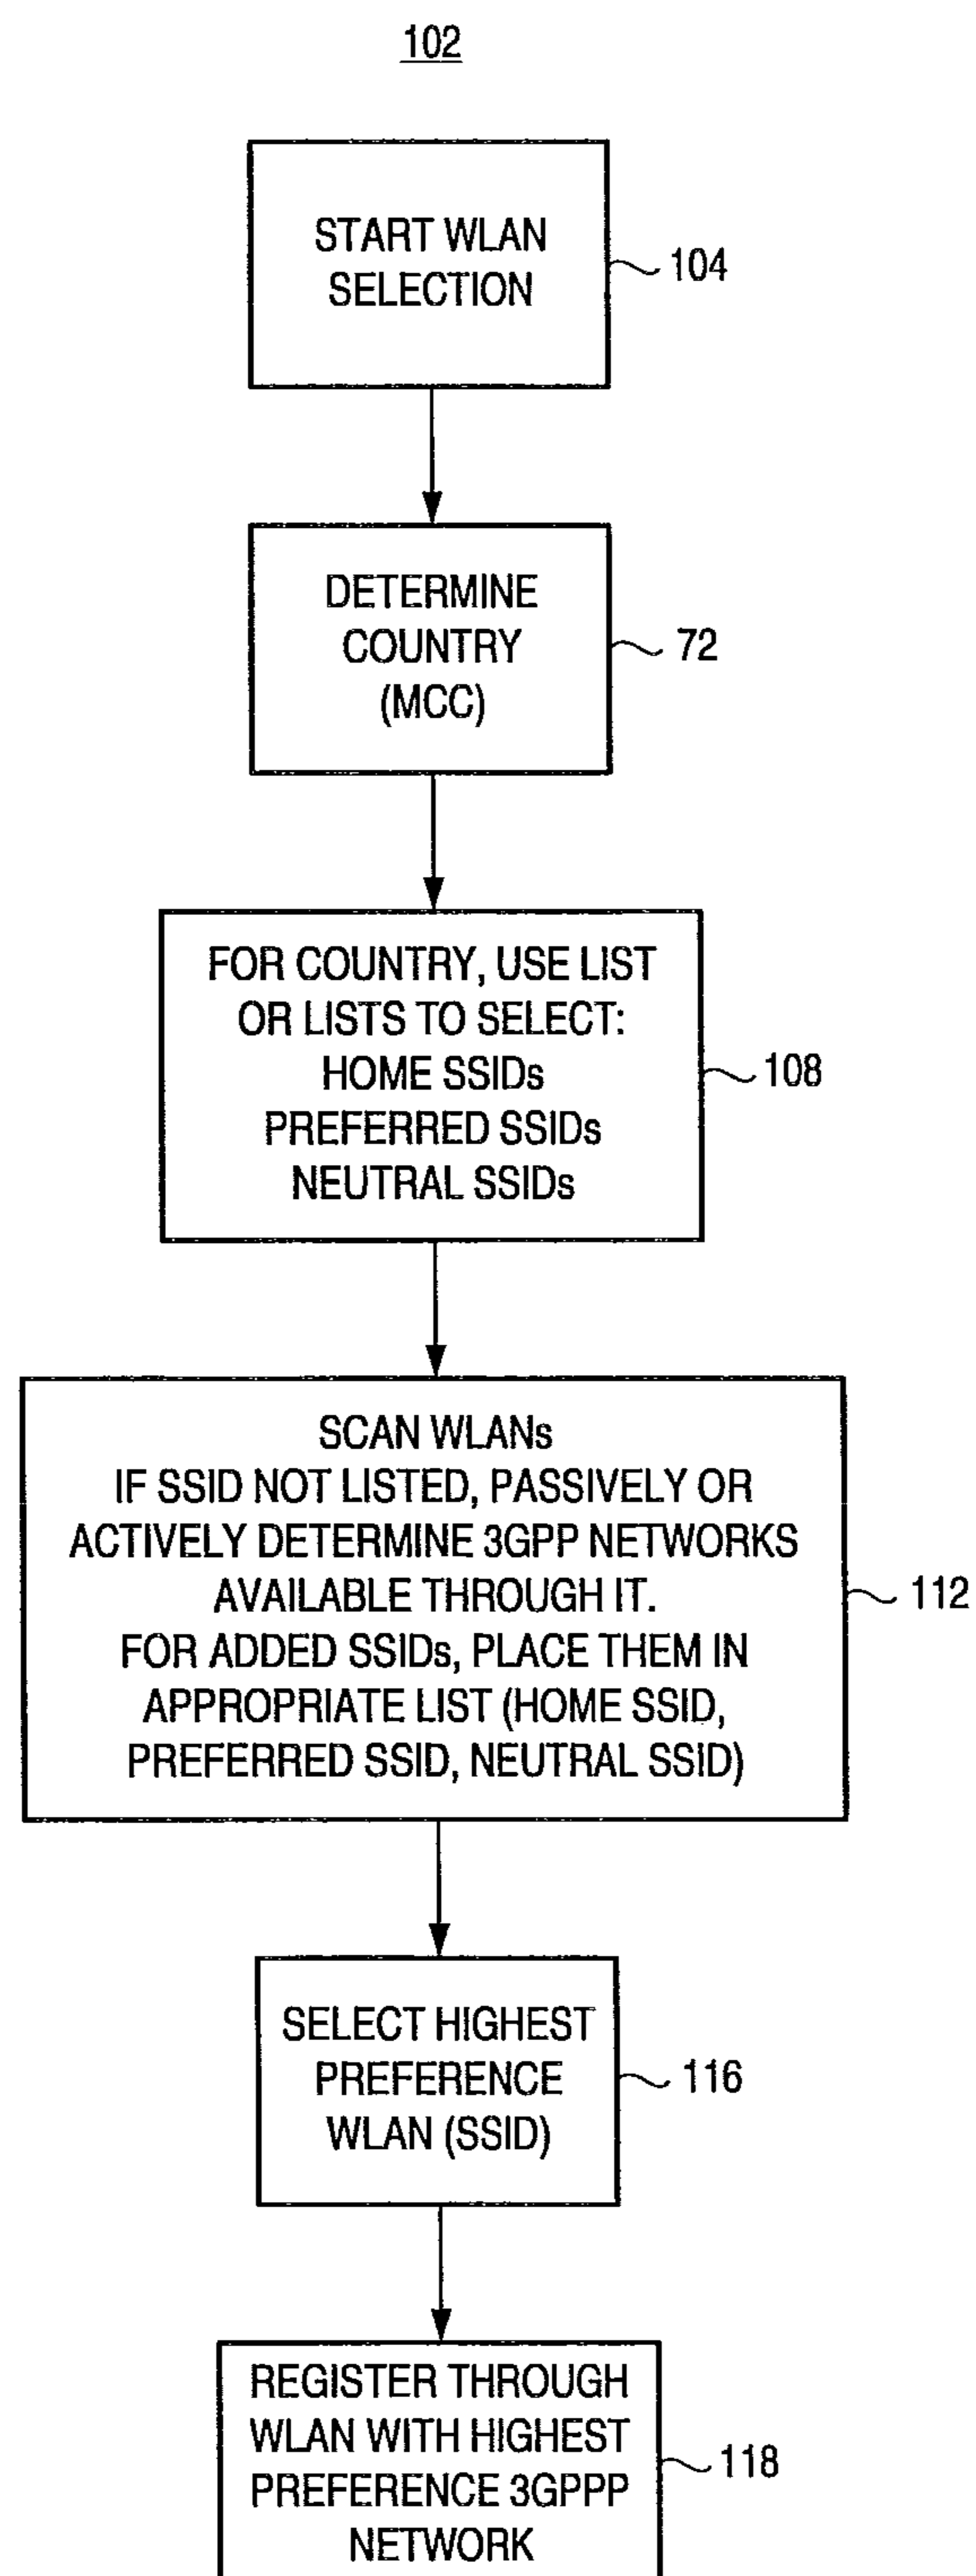 102
START WLAN
SELECTION
104
DETERMINE
COUNTRY
(MCC)
72
FOR COUNTRY, USE LIST
OR LISTS TO SELECT:
HOME SSIDs
PREFERRED SSIDs
NEUTRAL SSIDs
108
SCAN WLANs
IF SSID NOT LISTED, PASSIVELY OR
ACTIVELY DETERMINE 3GPP NETWORKS
AVAILABLE THROUGH IT.
FOR ADDED SSIDs, PLACE THEM IN
APPROPRIATE LIST (HOME SSID,
PREFERRED SSID, NEUTRAL SSID)
112
SELECT HIGHEST
PREFERENCE
WLAN (SSID)
116
REGISTER THROUGH
WLAN WITH HIGHEST
PREFERENCE 3GPPP
NETWORK
118